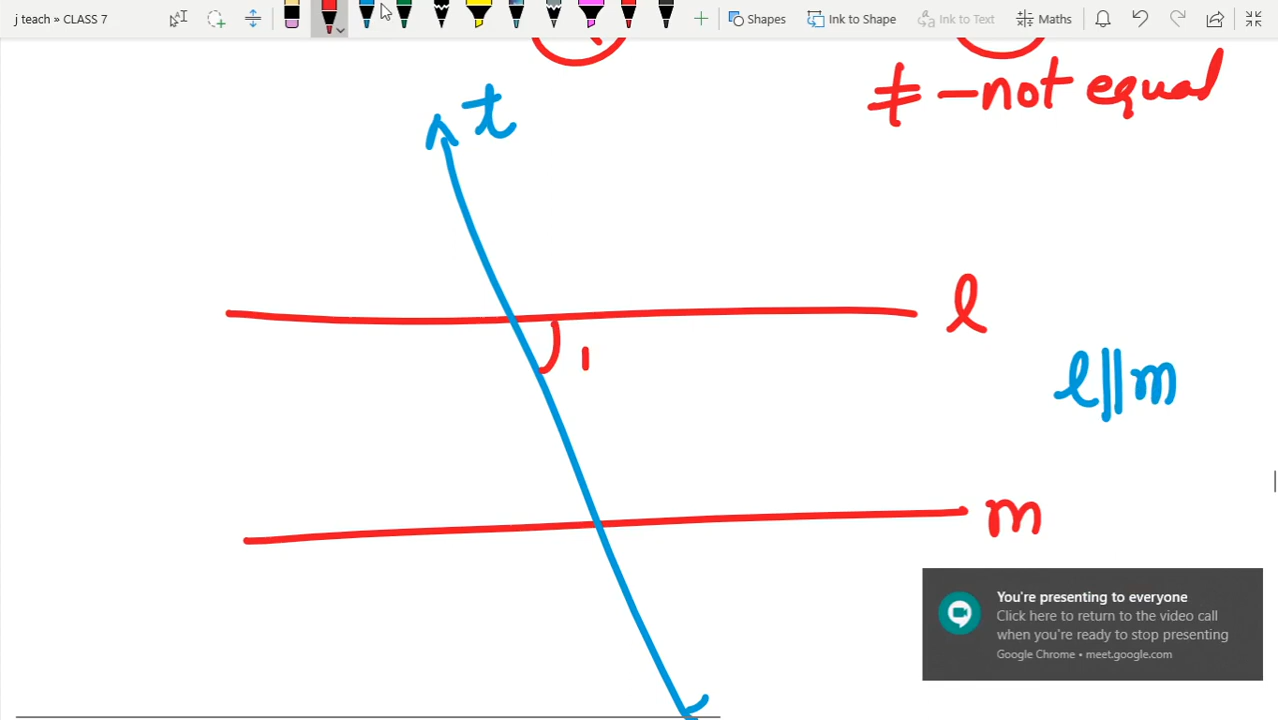 j teach » CLASS 7
Shapes
Ink to Shape
Ink to Text
Maths
≠ - not equal
t
l
1
l||m
m
You're presenting to everyone
Click here to return to the video call
when you're ready to stop presenting
Google Chrome • meet.google.com